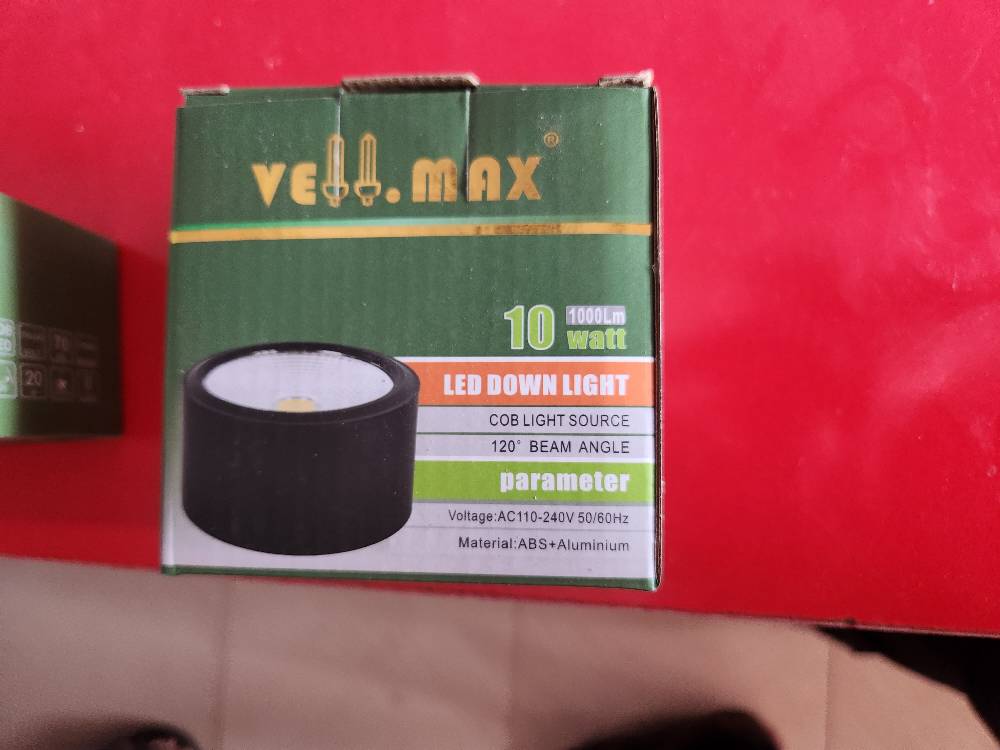 vell.max®
10 1000Lm
watt
LED DOWN LIGHT
COB LIGHT SOURCE
120° BEAM ANGLE
parameter
Voltage:AC110-240V 50/60Hz
Material:ABS+Aluminium
20